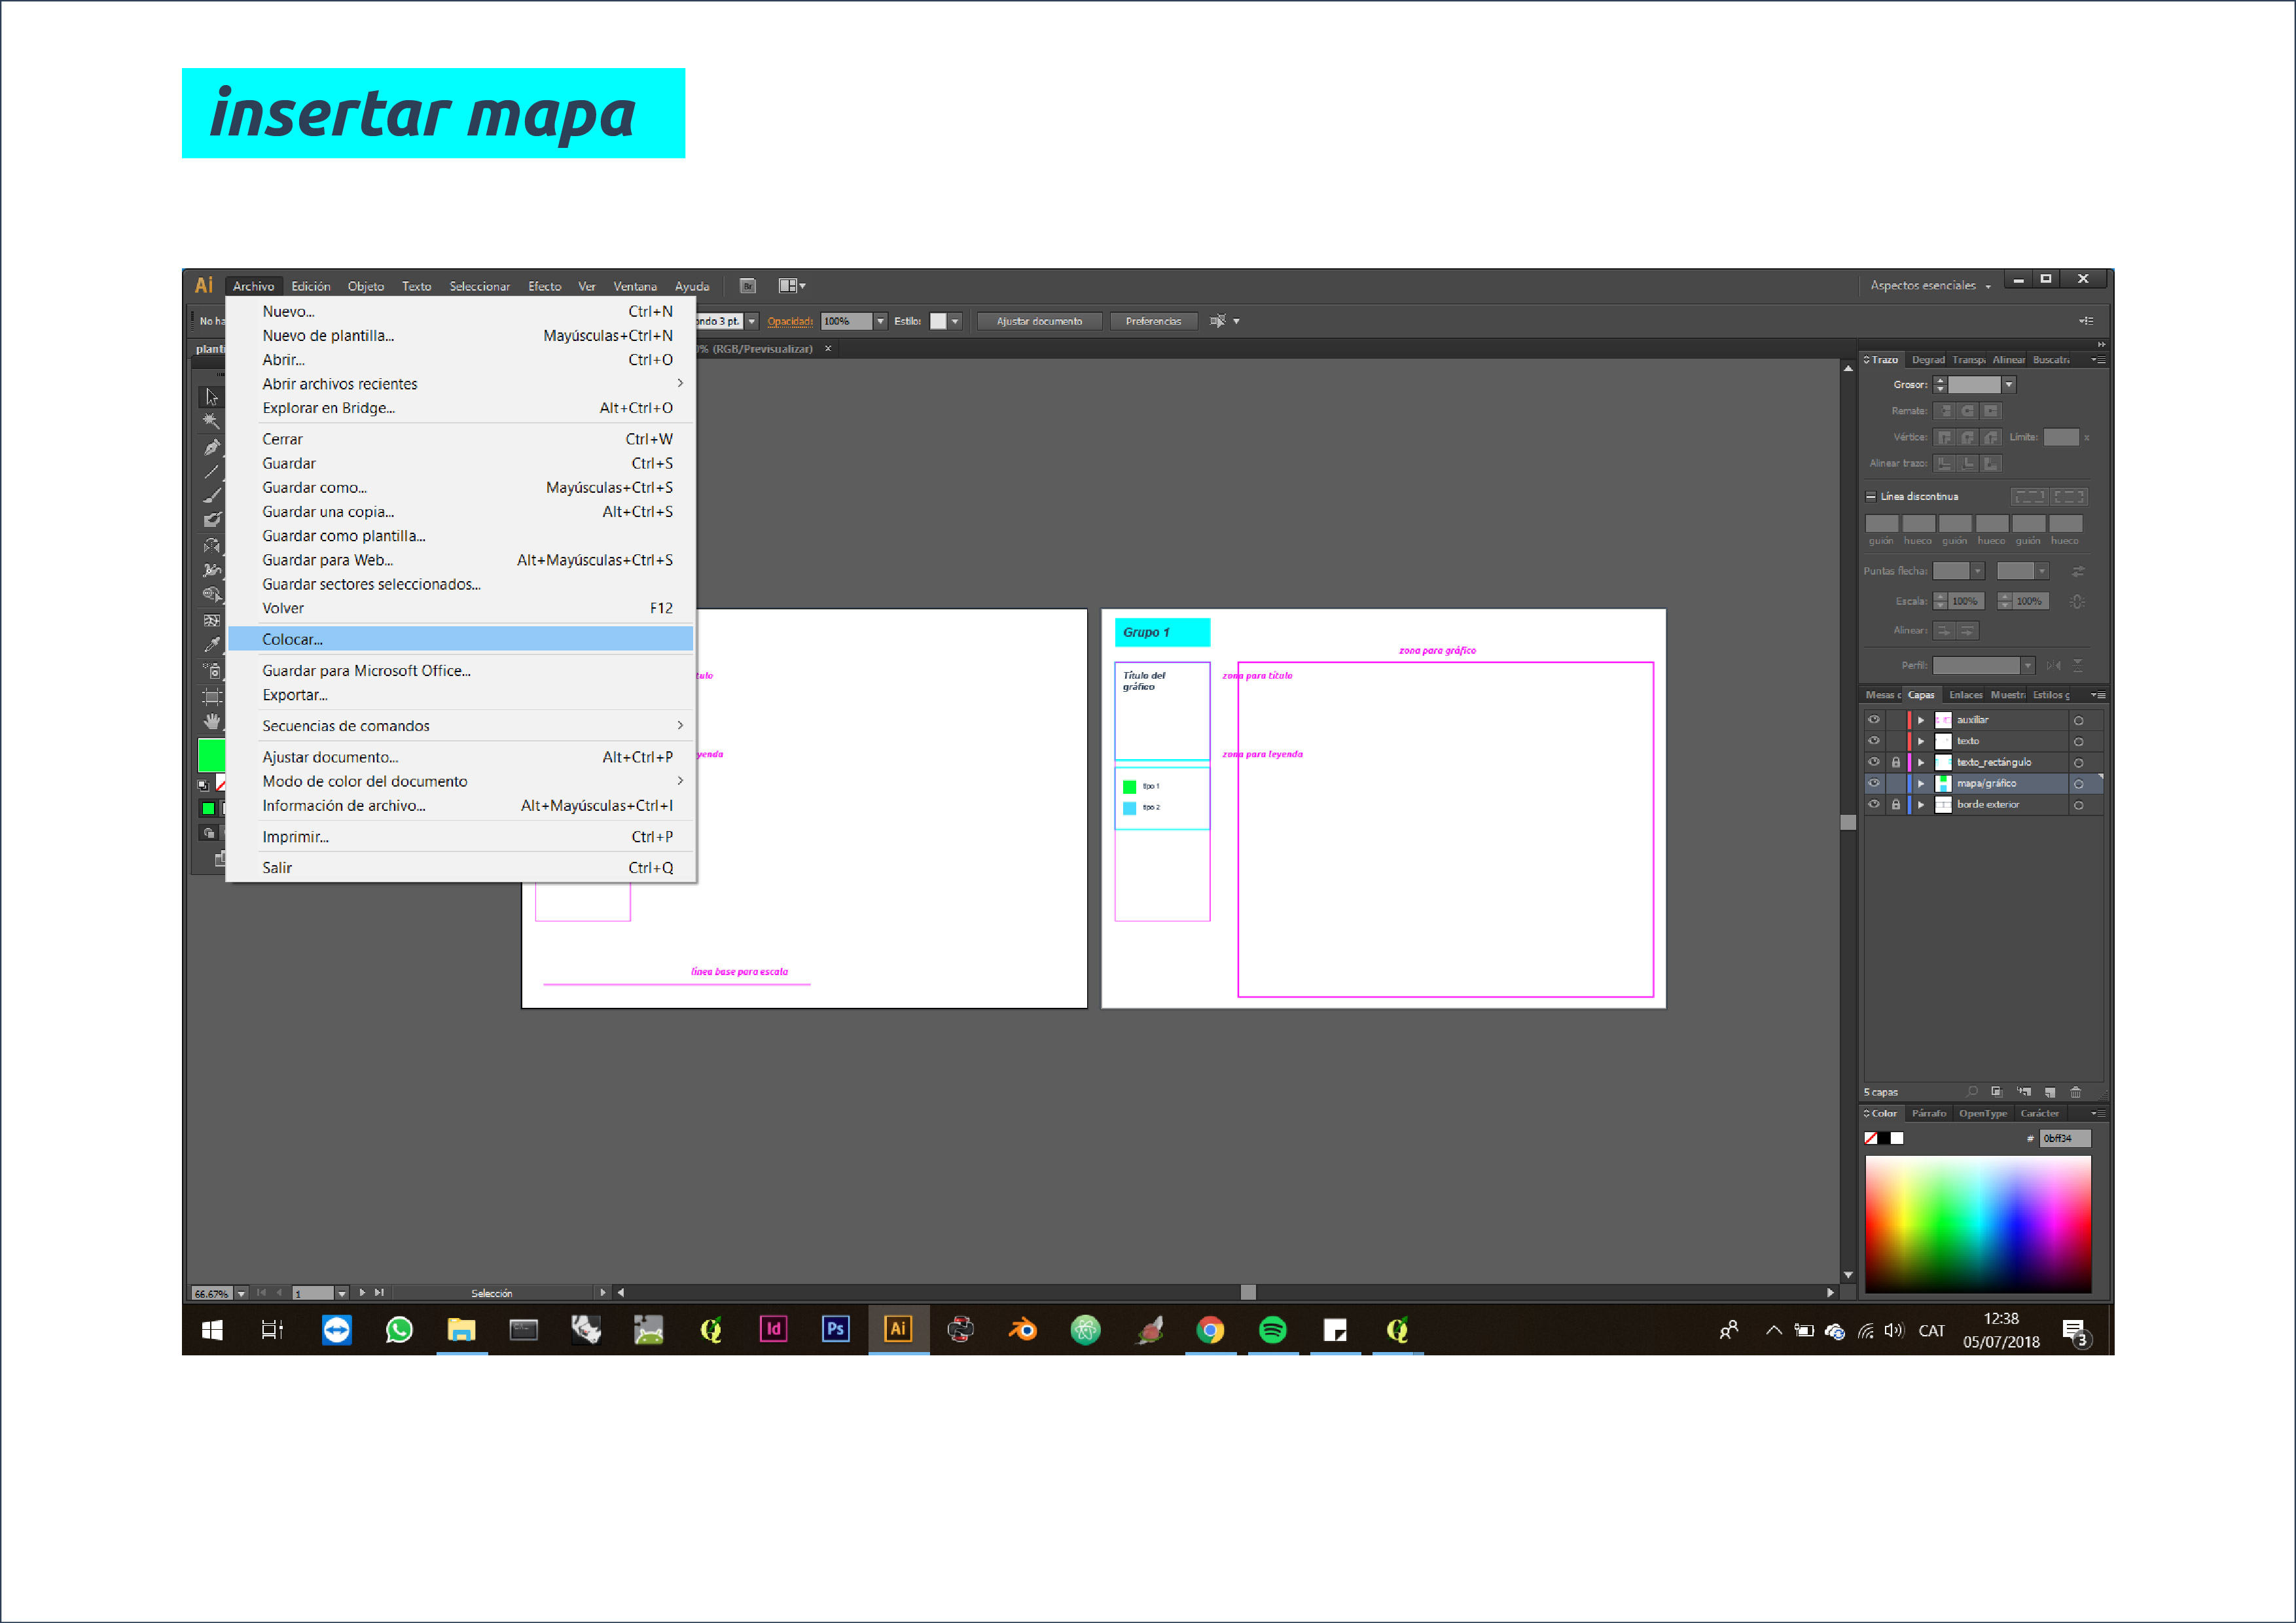 insertar mapa
Ai Archivo Edición Objeto Texto Seleccionar Efecto Ver Ventana Ayuda Br Aspectos esenciales
No ha
ondo 3 pt. Opacidad: 100% Estilo: Ajustar documento Preferencias
planti
% (RGB/Previsualizar) ×
Nuevo... Ctrl+N
Nuevo de plantilla... Mayúsculas+Ctrl+N
Abrir... Ctrl+O
Abrir archivos recientes
Explorar en Bridge... Alt+Ctrl+O
Cerrar Ctrl+W
Guardar Ctrl+S
Guardar como... Mayúsculas+Ctrl+S
Guardar una copia... Alt+Ctrl+S
Guardar como plantilla...
Guardar para Web... Alt+Mayúsculas+Ctrl+S
Guardar sectores seleccionados...
Volver F12
Colocar...
Guardar para Microsoft Office...
Exportar...
Secuencias de comandos
Ajustar documento... Alt+Ctrl+P
Modo de color del documento
Información de archivo... Alt+Mayúsculas+Ctrl+I
Imprimir... Ctrl+P
Salir Ctrl+Q
tulo
yenda
línea base para escala
Grupo 1
zona para gráfico
Título del
gráfico
zona para título
zona para leyenda
tipo 1
tipo 2
Trazo Degrad Transpa Alinear Buscatra
Grosor:
Remate:
Vértice: Límite: x
Alinear trazo:
Línea discontinua
guión hueco guión hueco guión hueco
Puntas flecha:
Escala: 100% 100%
Alinear:
Perfil:
Mesas c Capas Enlaces Muestra Estilos g
auxiliar
texto
texto_rectángulo
mapa/gráfico
borde exterior
5 capas
Color Párrafo OpenType Carácter
# 0bff34
66.67% 1 Selección
Id Ps Ai CAT 12:38
05/07/2018 3